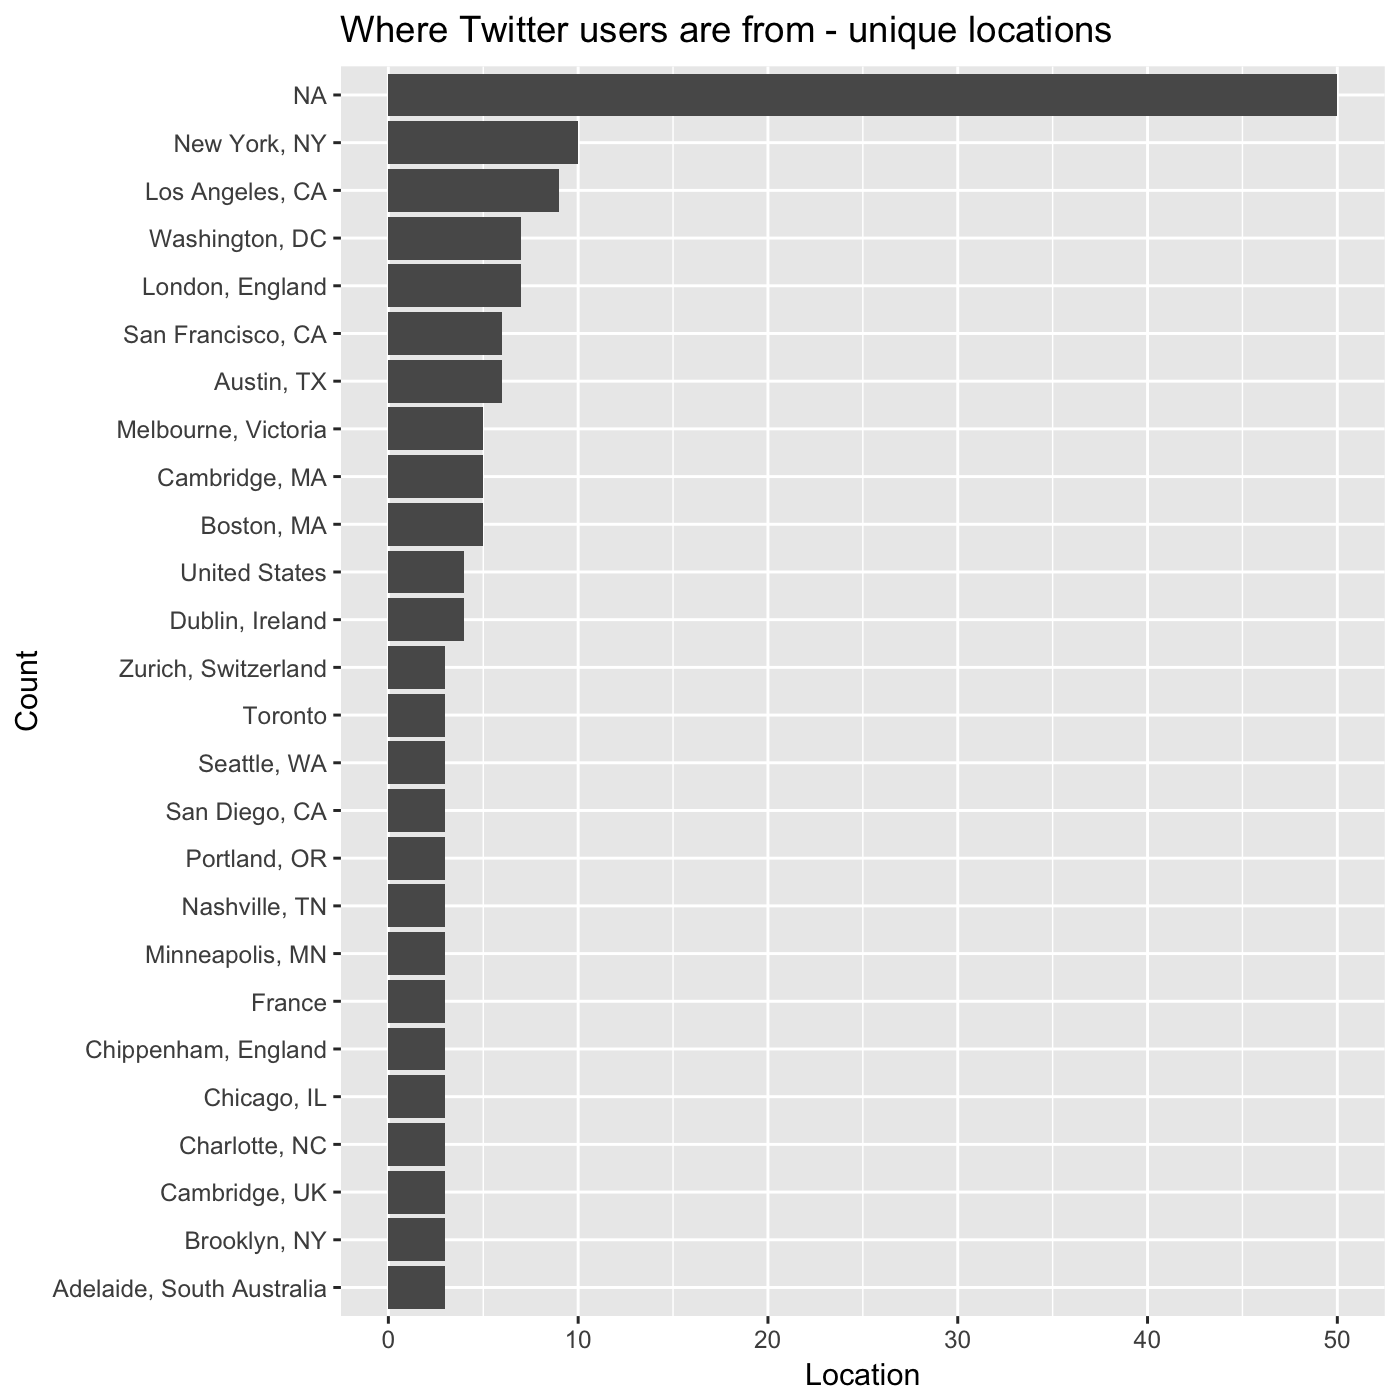 Where Twitter users are from - unique locations
NA
New York, NY
Los Angeles, CA
Washington, DC
London, England
San Francisco, CA
Austin, TX
Melbourne, Victoria
Cambridge, MA
Boston, MA
United States
Dublin, Ireland
Zurich, Switzerland
Toronto
Seattle, WA
San Diego, CA
Portland, OR
Nashville, TN
Minneapolis, MN
France
Chippenham, England
Chicago, IL
Charlotte, NC
Cambridge, UK
Brooklyn, NY
Adelaide, South Australia
Count
0 10 20 30 40 50
Location